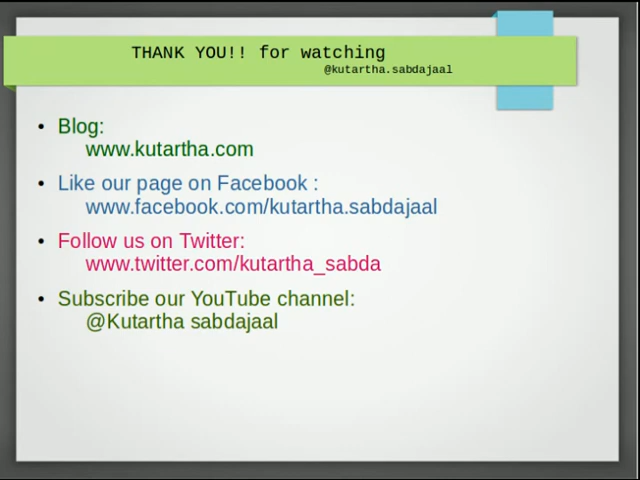 THANK YOU!! for watching
@kutartha.sabdajaal
• Blog:
www.kutartha.com
• Like our page on Facebook :
www.facebook.com/kutartha.sabdajaal
• Follow us on Twitter:
www.twitter.com/kutartha_sabda
• Subscribe our YouTube channel:
@Kutartha sabdajaal